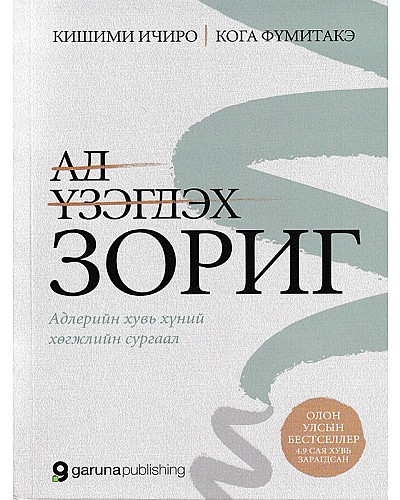 КИШИМИ ИЧИРО | КОГА ФҮМИТАКЭ
АД
ҮЗЭГДЭХ
ЗОРИГ
Адлерийн хувь хүний
хөгжлийн сургаал
ОЛОН
УЛСЫН
БЕСТСЕЛЛЕР
4.9 САЯ ХУВЬ
ЗАРАГДСАН
garunapublishing